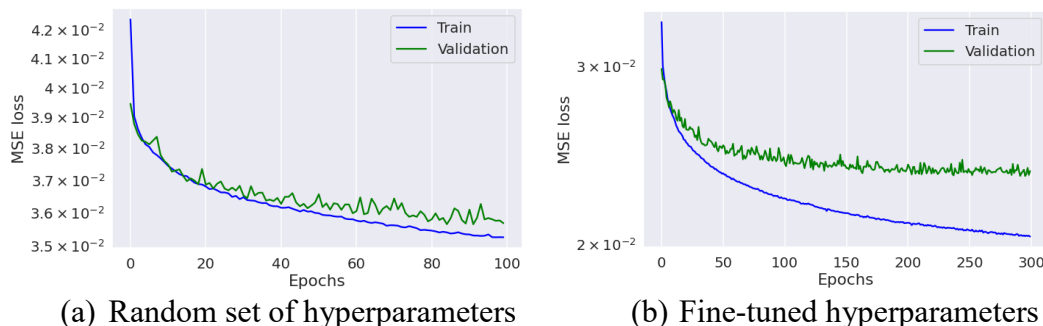 4.2 × 10⁻²
4.1 × 10⁻²
4 × 10⁻²
3.9 × 10⁻²
3.8 × 10⁻²
3.7 × 10⁻²
3.6 × 10⁻²
3.5 × 10⁻²
MSE loss
Train
Validation
0 20 40 60 80 100
Epochs
(a) Random set of hyperparameters
3 × 10⁻²
2 × 10⁻²
MSE loss
Train
Validation
0 50 100 150 200 250 300
Epochs
(b) Fine-tuned hyperparameters